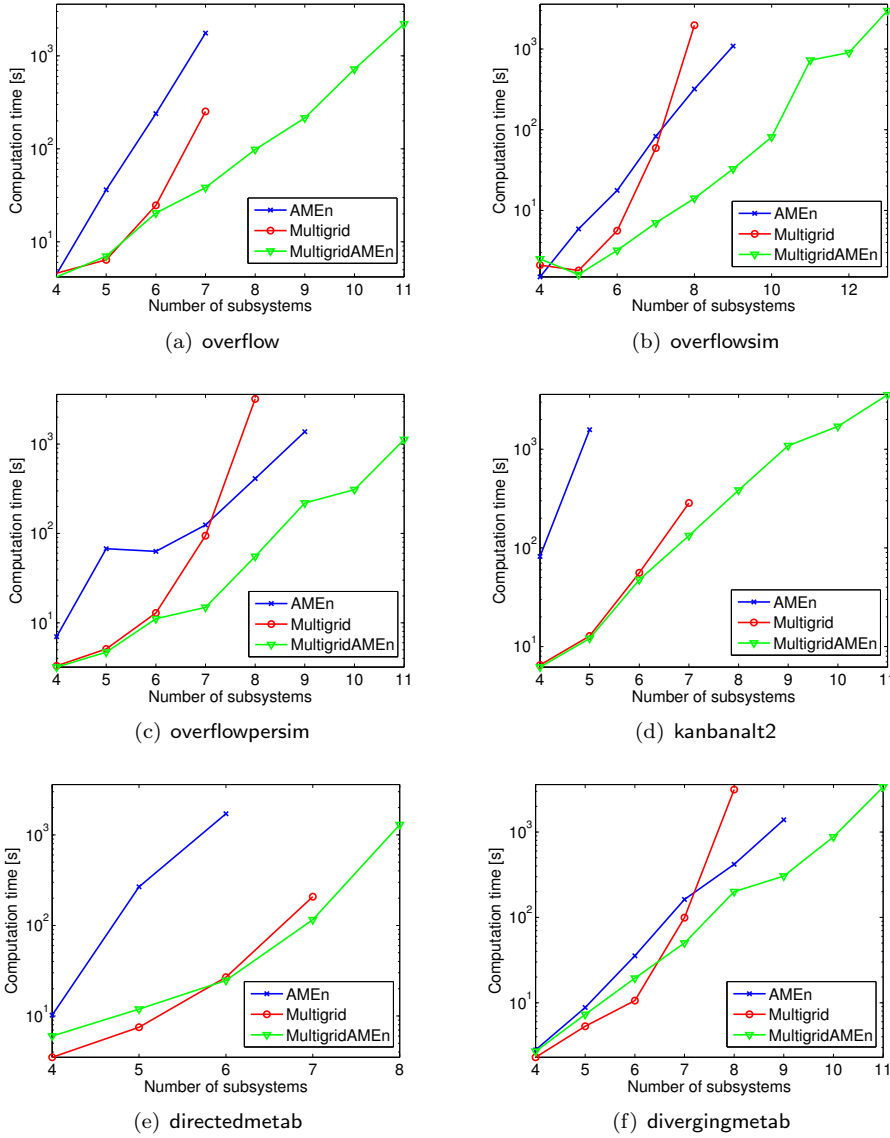 10^3
10^2
10^1
Computation time [s]
AMEn
Multigrid
MultigridAMEn
4 5 6 7 8 9 10 11
Number of subsystems
(a) overflow
10^3
10^2
10^1
Computation time [s]
AMEn
Multigrid
MultigridAMEn
4 6 8 10 12
Number of subsystems
(b) overflowsim
10^3
10^2
10^1
Computation time [s]
AMEn
Multigrid
MultigridAMEn
4 5 6 7 8 9 10 11
Number of subsystems
(c) overflowpersim
10^3
10^2
10^1
Computation time [s]
AMEn
Multigrid
MultigridAMEn
4 5 6 7 8 9 10 11
Number of subsystems
(d) kanbanalt2
10^3
10^2
10^1
Computation time [s]
AMEn
Multigrid
MultigridAMEn
4 5 6 7 8
Number of subsystems
(e) directedmetab
10^3
10^2
10^1
Computation time [s]
AMEn
Multigrid
MultigridAMEn
4 5 6 7 8 9 10 11
Number of subsystems
(f) divergingmetab